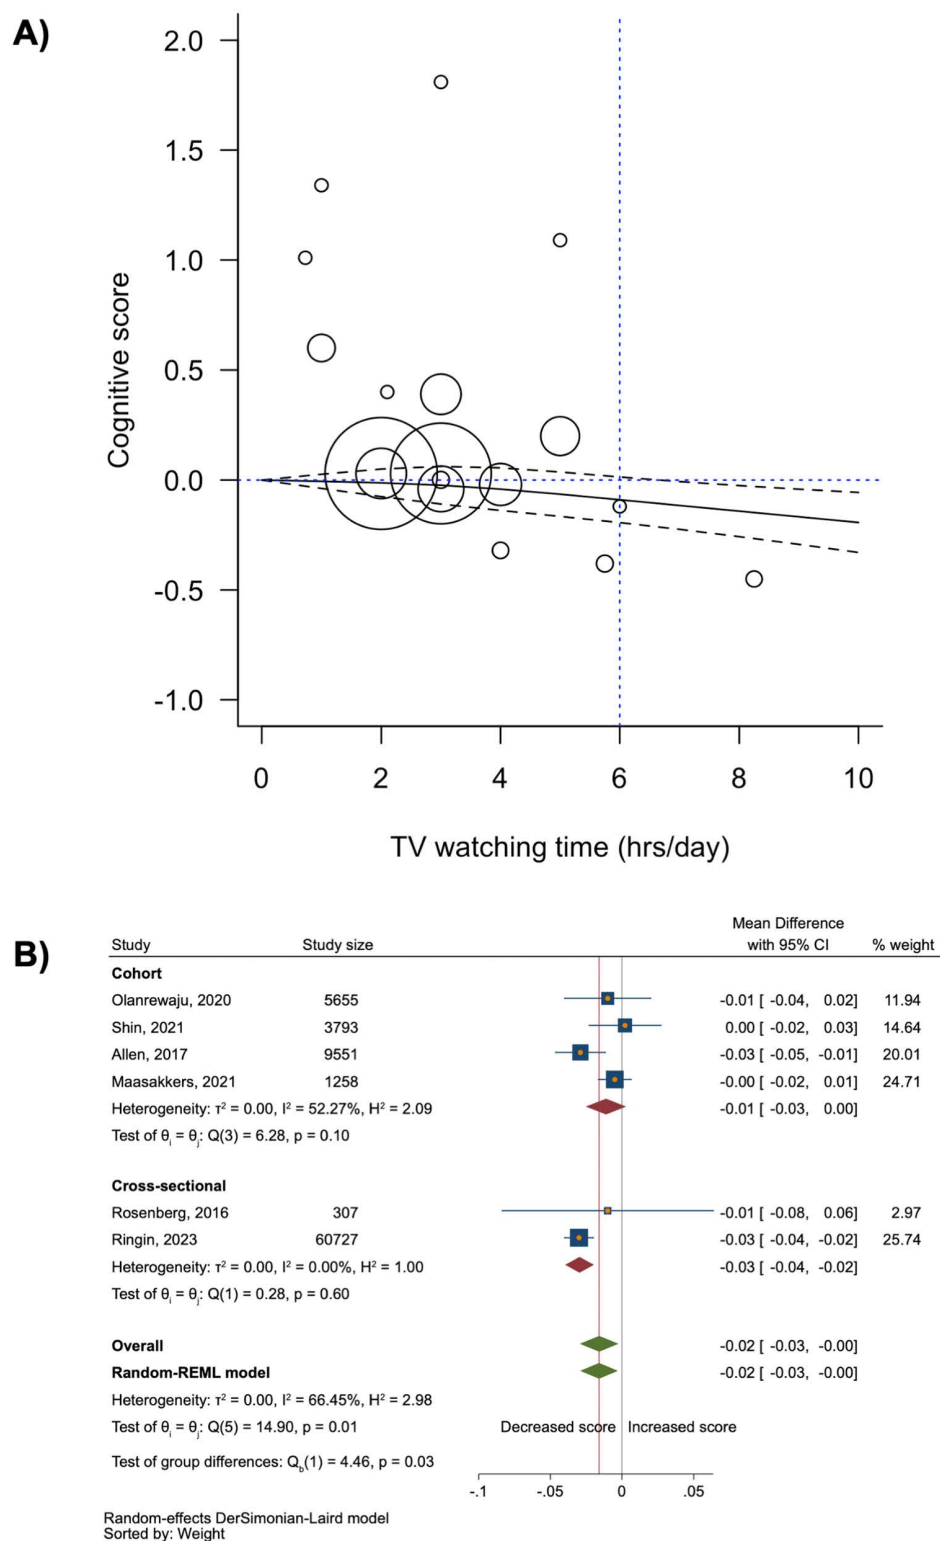 A)
2.0
1.5
1.0
0.5
0.0
-0.5
-1.0
Cognitive score
0 2 4 6 8 10
TV watching time (hrs/day)
B)
Mean Difference
Study Study size with 95% CI % weight
Cohort
Olanrewaju, 2020 5655 -0.01 [ -0.04, 0.02] 11.94
Shin, 2021 3793 0.00 [ -0.02, 0.03] 14.64
Allen, 2017 9551 -0.03 [ -0.05, -0.01] 20.01
Maasakkers, 2021 1258 -0.00 [ -0.02, 0.01] 24.71
Heterogeneity: τ² = 0.00, I² = 52.27%, H² = 2.09 -0.01 [ -0.03, 0.00]
Test of θᵢ = θⱼ: Q(3) = 6.28, p = 0.10
Cross-sectional
Rosenberg, 2016 307 -0.01 [ -0.08, 0.06] 2.97
Ringin, 2023 60727 -0.03 [ -0.04, -0.02] 25.74
Heterogeneity: τ² = 0.00, I² = 0.00%, H² = 1.00 -0.03 [ -0.04, -0.02]
Test of θᵢ = θⱼ: Q(1) = 0.28, p = 0.60
Overall -0.02 [ -0.03, -0.00]
Random-REML model -0.02 [ -0.03, -0.00]
Heterogeneity: τ² = 0.00, I² = 66.45%, H² = 2.98
Test of θᵢ = θⱼ: Q(5) = 14.90, p = 0.01 Decreased score Increased score
Test of group differences: Q_b(1) = 4.46, p = 0.03
-.1 -.05 0 .05
Random-effects DerSimonian-Laird model
Sorted by: Weight